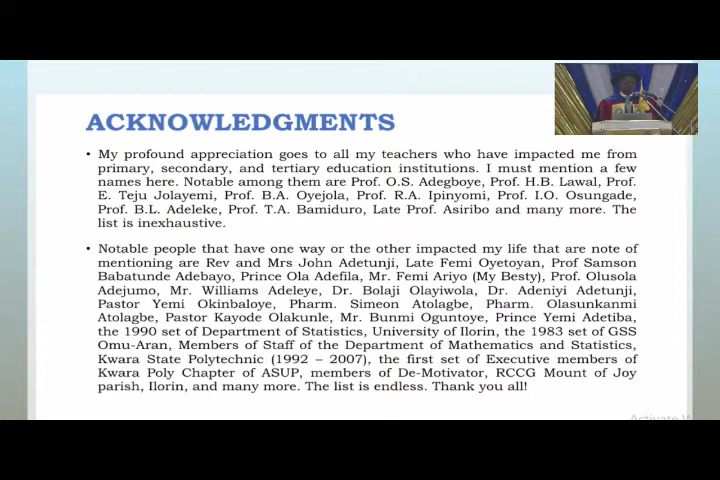 ACKNOWLEDGMENTS
• My profound appreciation goes to all my teachers who have impacted me from
primary, secondary, and tertiary education institutions. I must mention a few
names here. Notable among them are Prof. O.S. Adegboye, Prof. H.B. Lawal, Prof.
E. Teju Jolayemi, Prof. B.A. Oyejola, Prof. R.A. Ipinyomi, Prof. I.O. Osungade,
Prof. B.L. Adeleke, Prof. T.A. Bamiduro, Late Prof. Asiribo and many more. The
list is inexhaustive.
• Notable people that have one way or the other impacted my life that are note of
mentioning are Rev and Mrs John Adetunji, Late Femi Oyetoyan, Prof Samson
Babatunde Adebayo, Prince Ola Adefila, Mr. Femi Ariyo (My Besty), Prof. Olusola
Adejumo, Mr. Williams Adeleye, Dr. Bolaji Olayiwola, Dr. Adeniyi Adetunji,
Pastor Yemi Okinbaloye, Pharm. Simeon Atolagbe, Pharm. Olasunkanmi
Atolagbe, Pastor Kayode Olakunle, Mr. Bunmi Oguntoye, Prince Yemi Adetiba,
the 1990 set of Department of Statistics, University of Ilorin, the 1983 set of GSS
Omu-Aran, Members of Staff of the Department of Mathematics and Statistics,
Kwara State Polytechnic (1992 – 2007), the first set of Executive members of
Kwara Poly Chapter of ASUP, members of De-Motivator, RCCG Mount of Joy
parish, Ilorin, and many more. The list is endless. Thank you all!